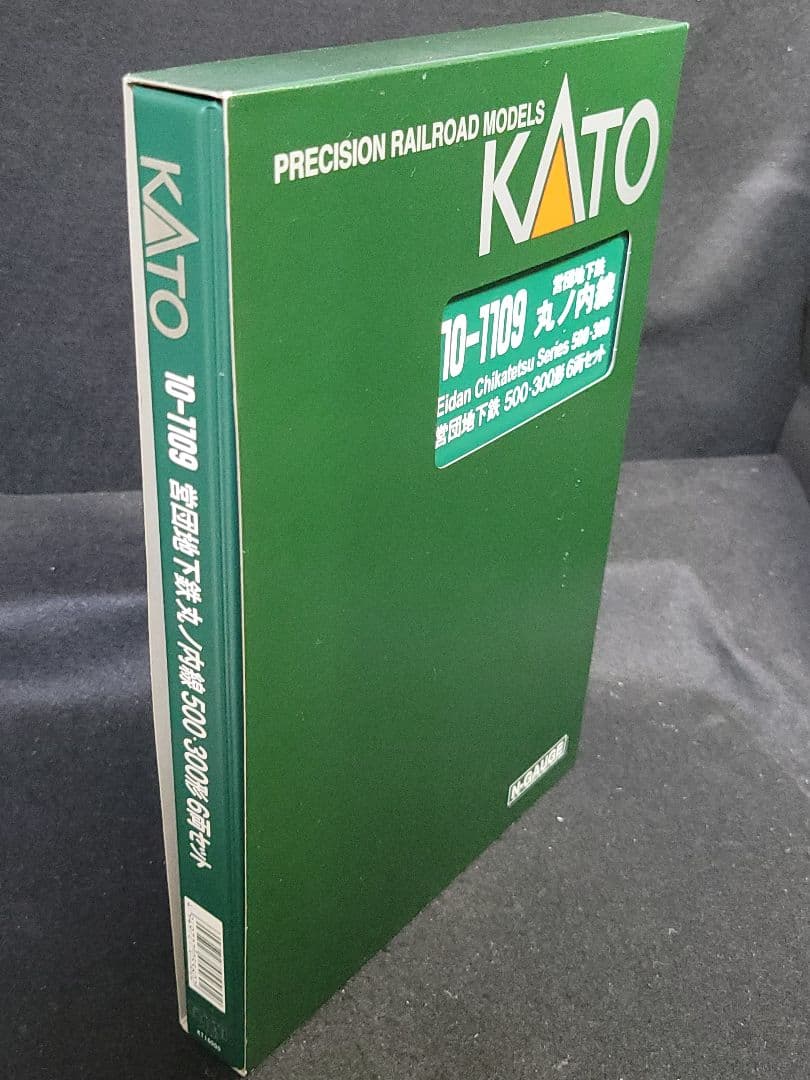 PRECISION RAILROAD MODELS
KATO
10-1109
営団地下鉄
丸ノ内線
Eidan Chikatetsu Series 500・300
営団地下鉄 500・300形 6両セット
N-GAUGE
KATO
10-1109 営団地下鉄 丸ノ内線 500・300形 6両セット